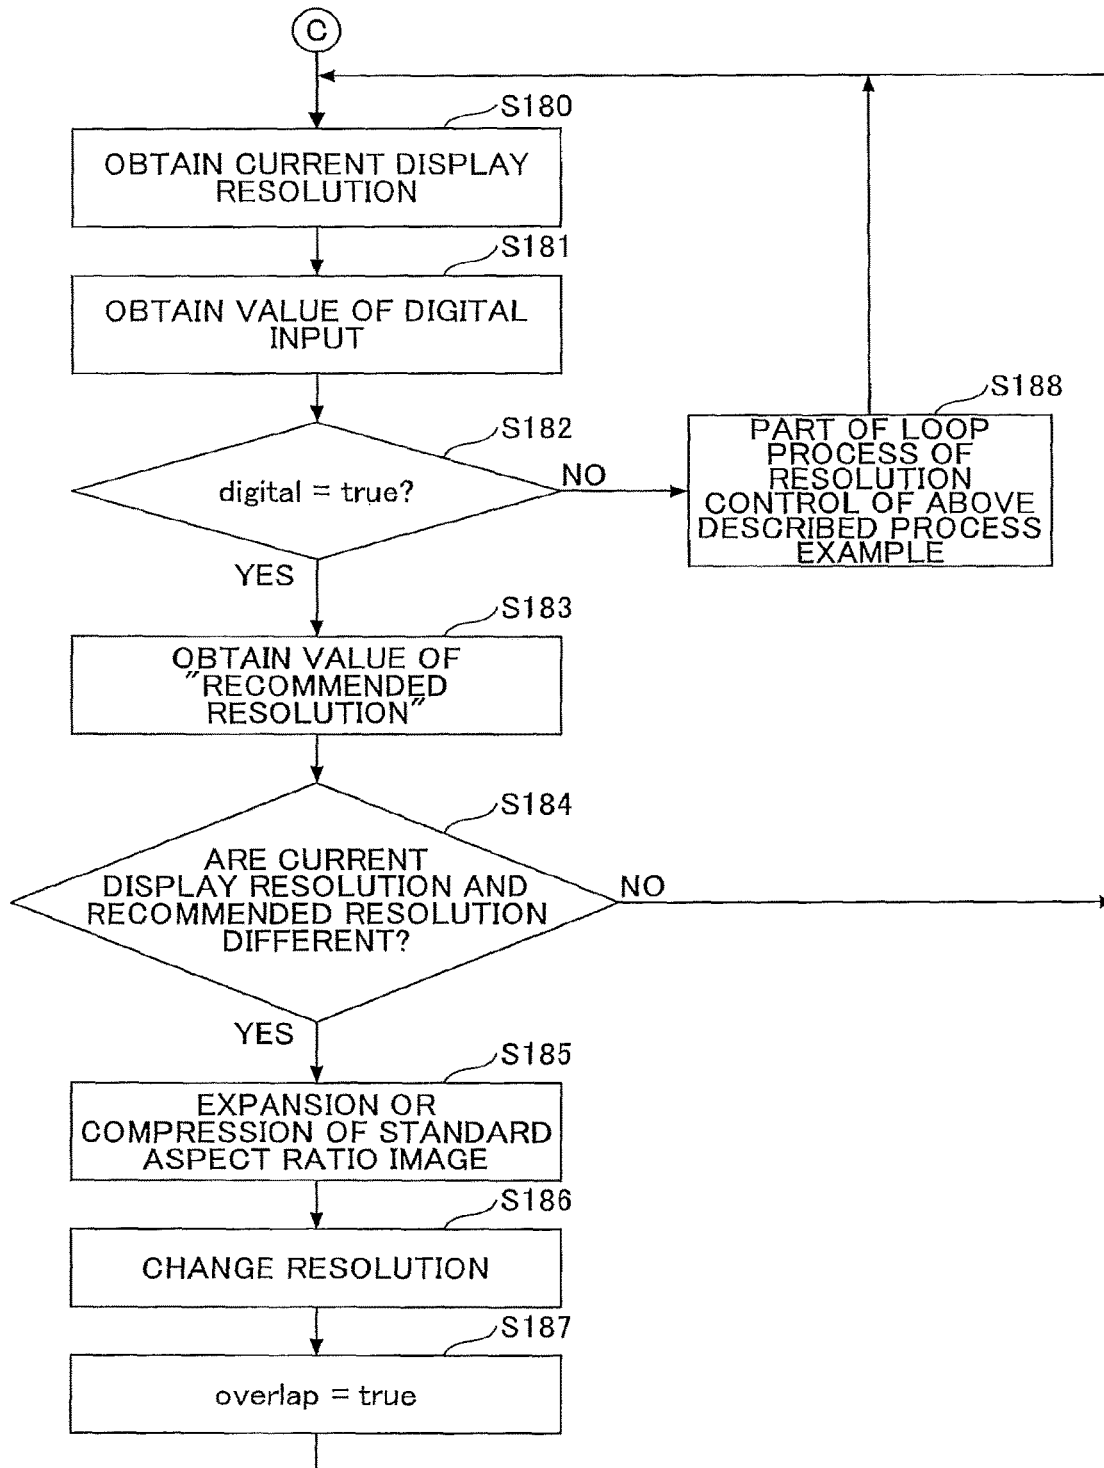 C
S180
OBTAIN CURRENT DISPLAY
RESOLUTION
S181
OBTAIN VALUE OF DIGITAL
INPUT
S182
digital = true?
NO
S188
PART OF LOOP
PROCESS OF
RESOLUTION
CONTROL OF ABOVE
DESCRIBED PROCESS
EXAMPLE
YES
S183
OBTAIN VALUE OF
"RECOMMENDED
RESOLUTION"
S184
ARE CURRENT
DISPLAY RESOLUTION AND
RECOMMENDED RESOLUTION
DIFFERENT?
NO
YES
S185
EXPANSION OR
COMPRESSION OF STANDARD
ASPECT RATIO IMAGE
S186
CHANGE RESOLUTION
S187
overlap = true